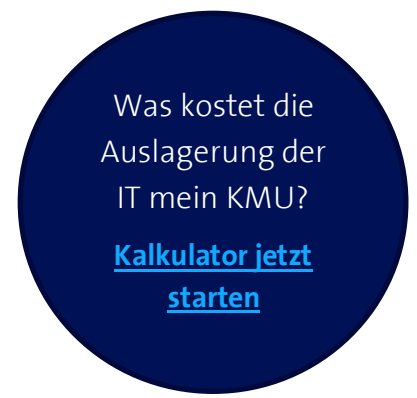 Was kostet die
Auslagerung der
IT mein KMU?
Kalkulator jetzt
starten